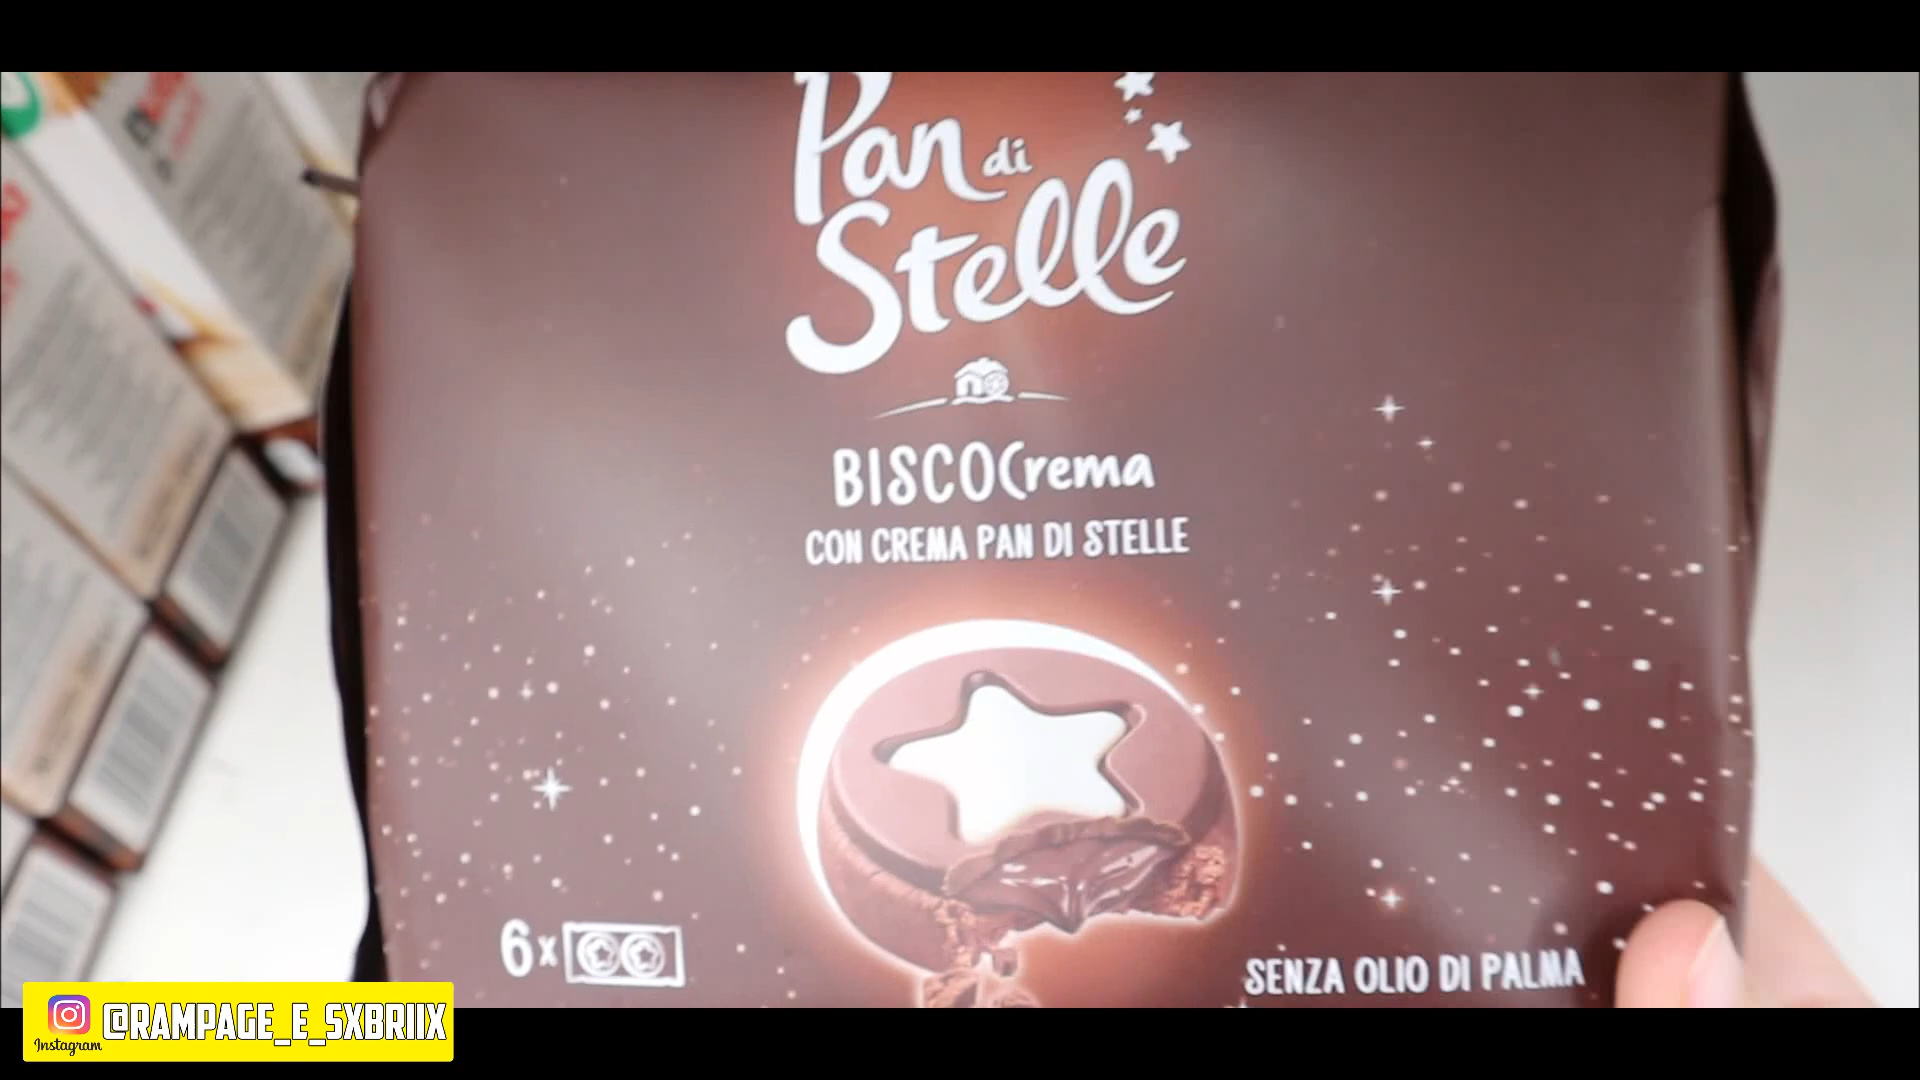 Pan di
Stelle
BISCOCrema
CON CREMA PAN DI STELLE
6x
SENZA OLIO DI PALMA
@RAMPAGE_E_SXBRIIX
Instagram